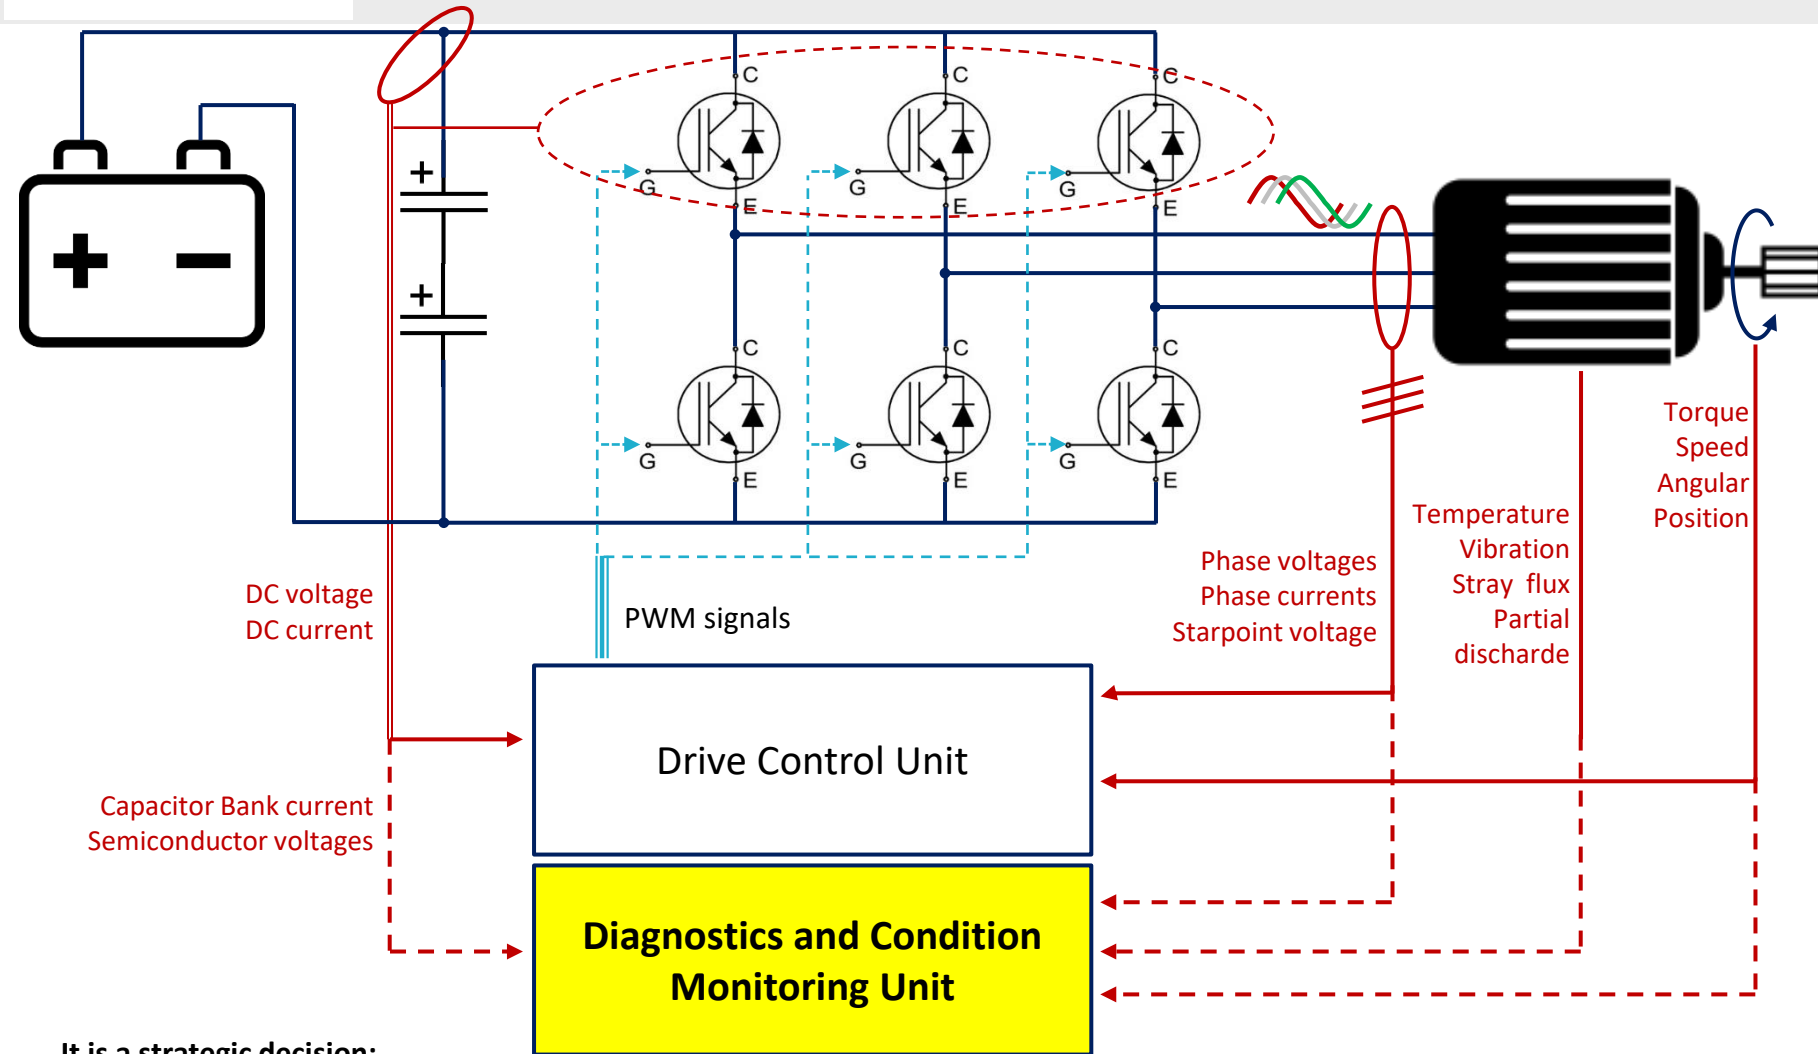 C
C
C
+
G
G
G
E
E
E
+
+
−
C
C
C
G
G
G
E
E
E
Torque
Speed
Angular
Position
Temperature
Vibration
Stray flux
Partial
discharde
Phase voltages
Phase currents
Starpoint voltage
DC voltage
DC current
PWM signals
Drive Control Unit
Capacitor Bank current
Semiconductor voltages
Diagnostics and Condition
Monitoring Unit
It is a strategic decision: